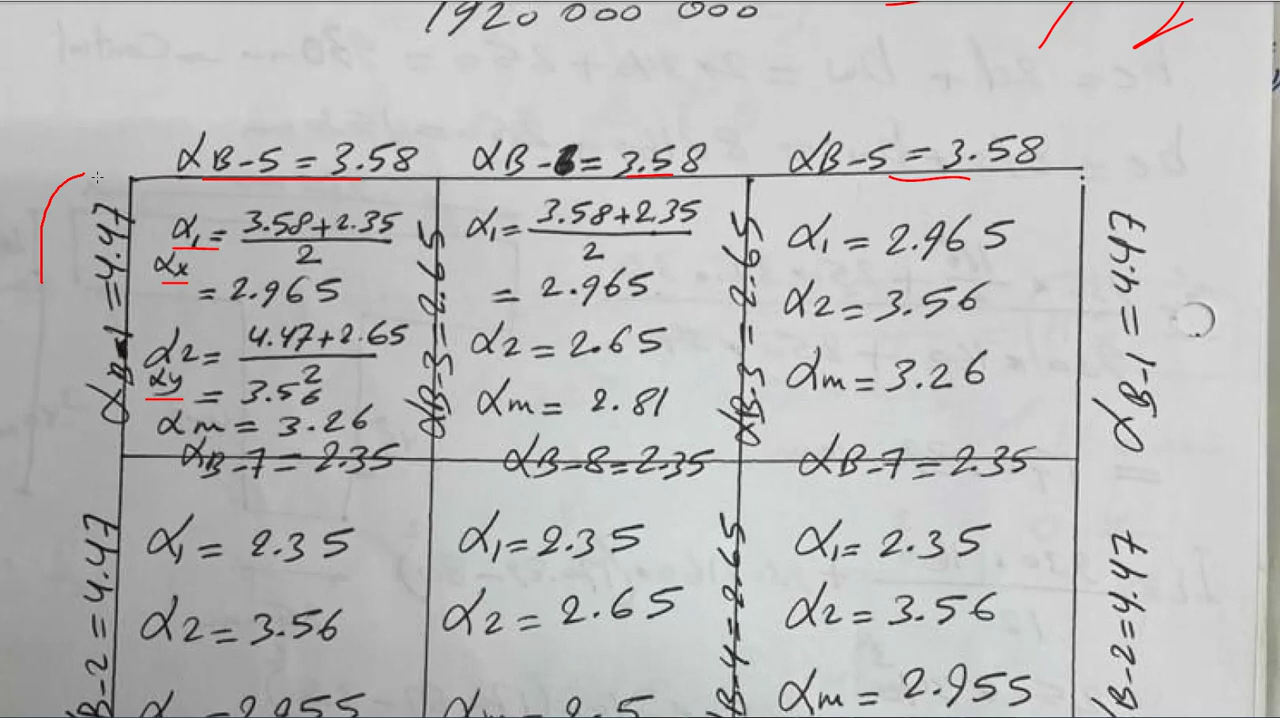 1920 000 000
αB-5 = 3.58 αB-6 = 3.58 αB-5 = 3.58
αB-1 = 4.47
α1 = 3.58+2.35 / 2
αx
= 2.965
α2 = 4.47+2.65 / 2
αy
= 3.56
αm = 3.26
αB-3 = 2.65
α1 = 3.58+2.35 / 2
= 2.965
α2 = 2.65
αm = 2.81
αB-3 = 2.65
α1 = 2.965
α2 = 3.56
αm = 3.26
αB-1 = 4.47
αB-7 = 2.35 αB-8 = 2.35 αB-7 = 2.35
B-2 = 4.47
α1 = 2.35
α2 = 3.56
α1 = 2.35
α2 = 2.65
B-4 = 2.65
α1 = 2.35
α2 = 3.56
αm = 2.955
B-2 = 4.47